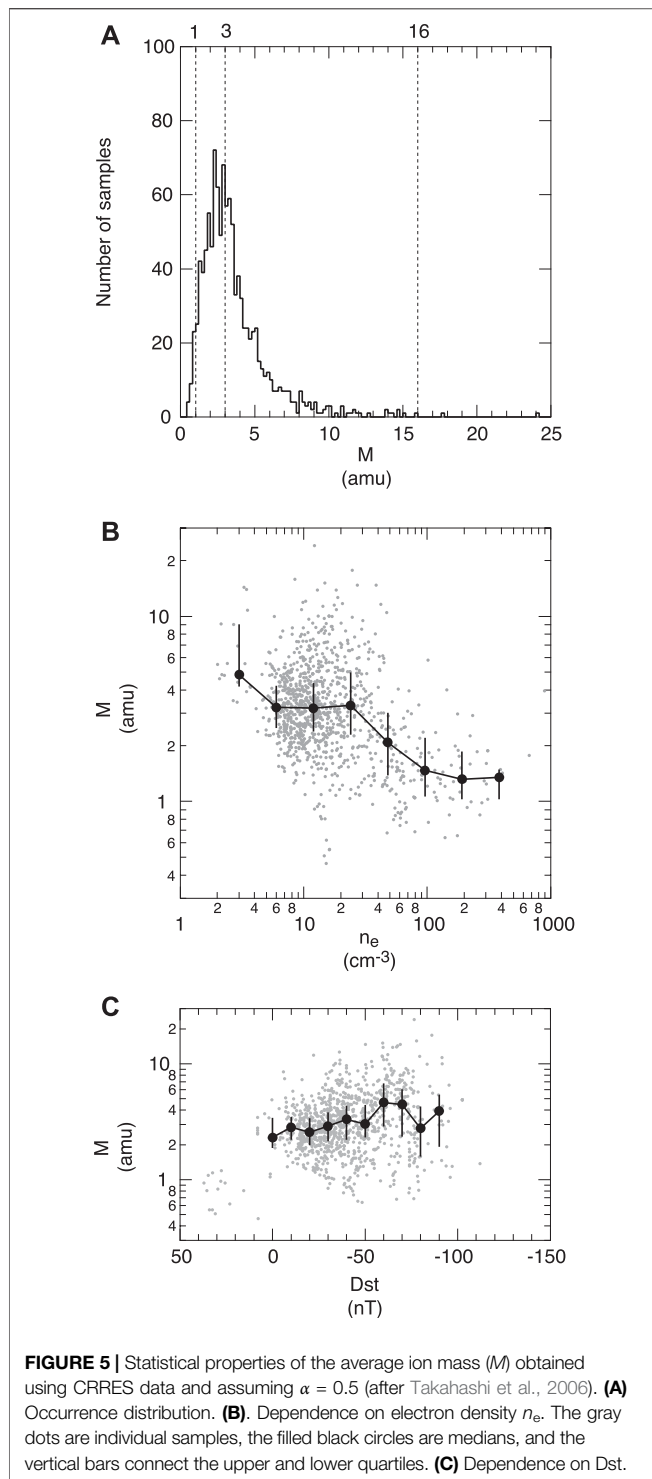 A
1 3 16
100
80
60
40
20
0
Number of samples
0 5 10 15 20 25
M
(amu)
B
2
10
8
6
4
2
1
8
6
4
M
(amu)
1 2 4 6 8 10 2 4 6 8 100 2 4 6 8 1000
ne
(cm-3)
C
2
10
8
6
4
2
1
8
6
4
M
(amu)
50 0 -50 -100 -150
Dst
(nT)
FIGURE 5 | Statistical properties of the average ion mass (M) obtained
using CRRES data and assuming α = 0.5 (after Takahashi et al., 2006). (A)
Occurrence distribution. (B). Dependence on electron density ne. The gray
dots are individual samples, the filled black circles are medians, and the
vertical bars connect the upper and lower quartiles. (C) Dependence on Dst.